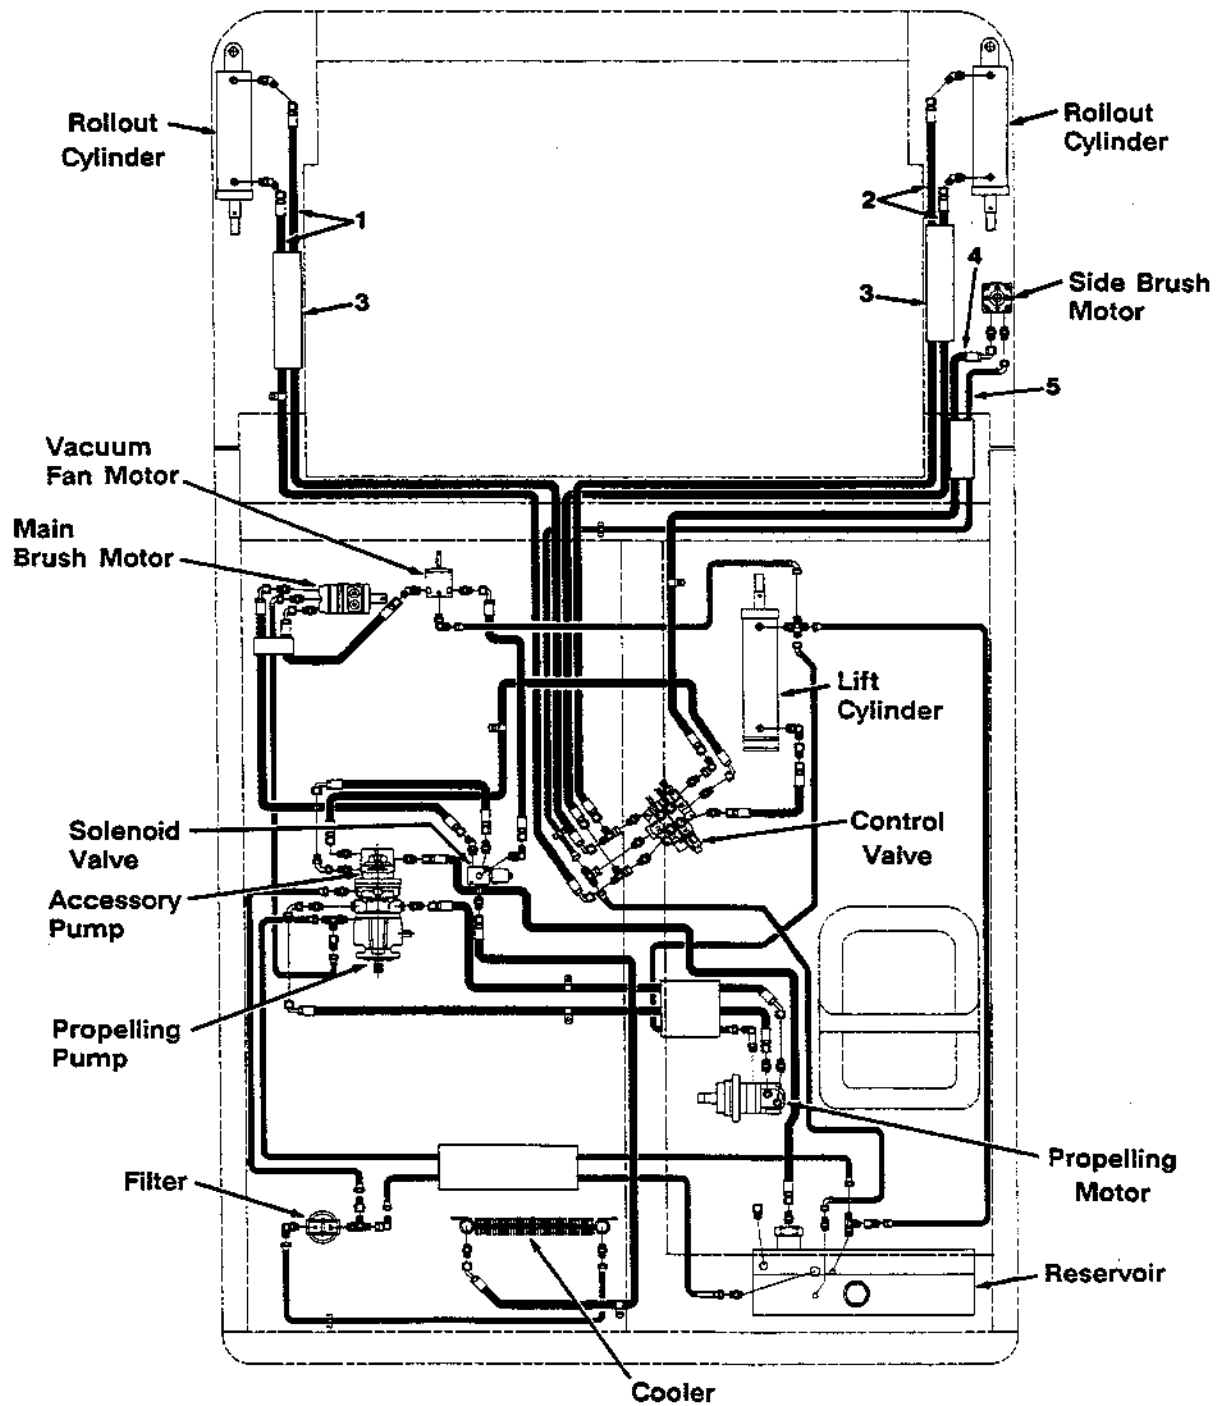 Rollout
Cylinder
Rollout
Cylinder
1
2
3
3
4
Side Brush
Motor
5
Vacuum
Fan Motor
Main
Brush Motor
Lift
Cylinder
Solenoid
Valve
Control
Valve
Accessory
Pump
Propelling
Pump
Propelling
Motor
Filter
Reservoir
Cooler